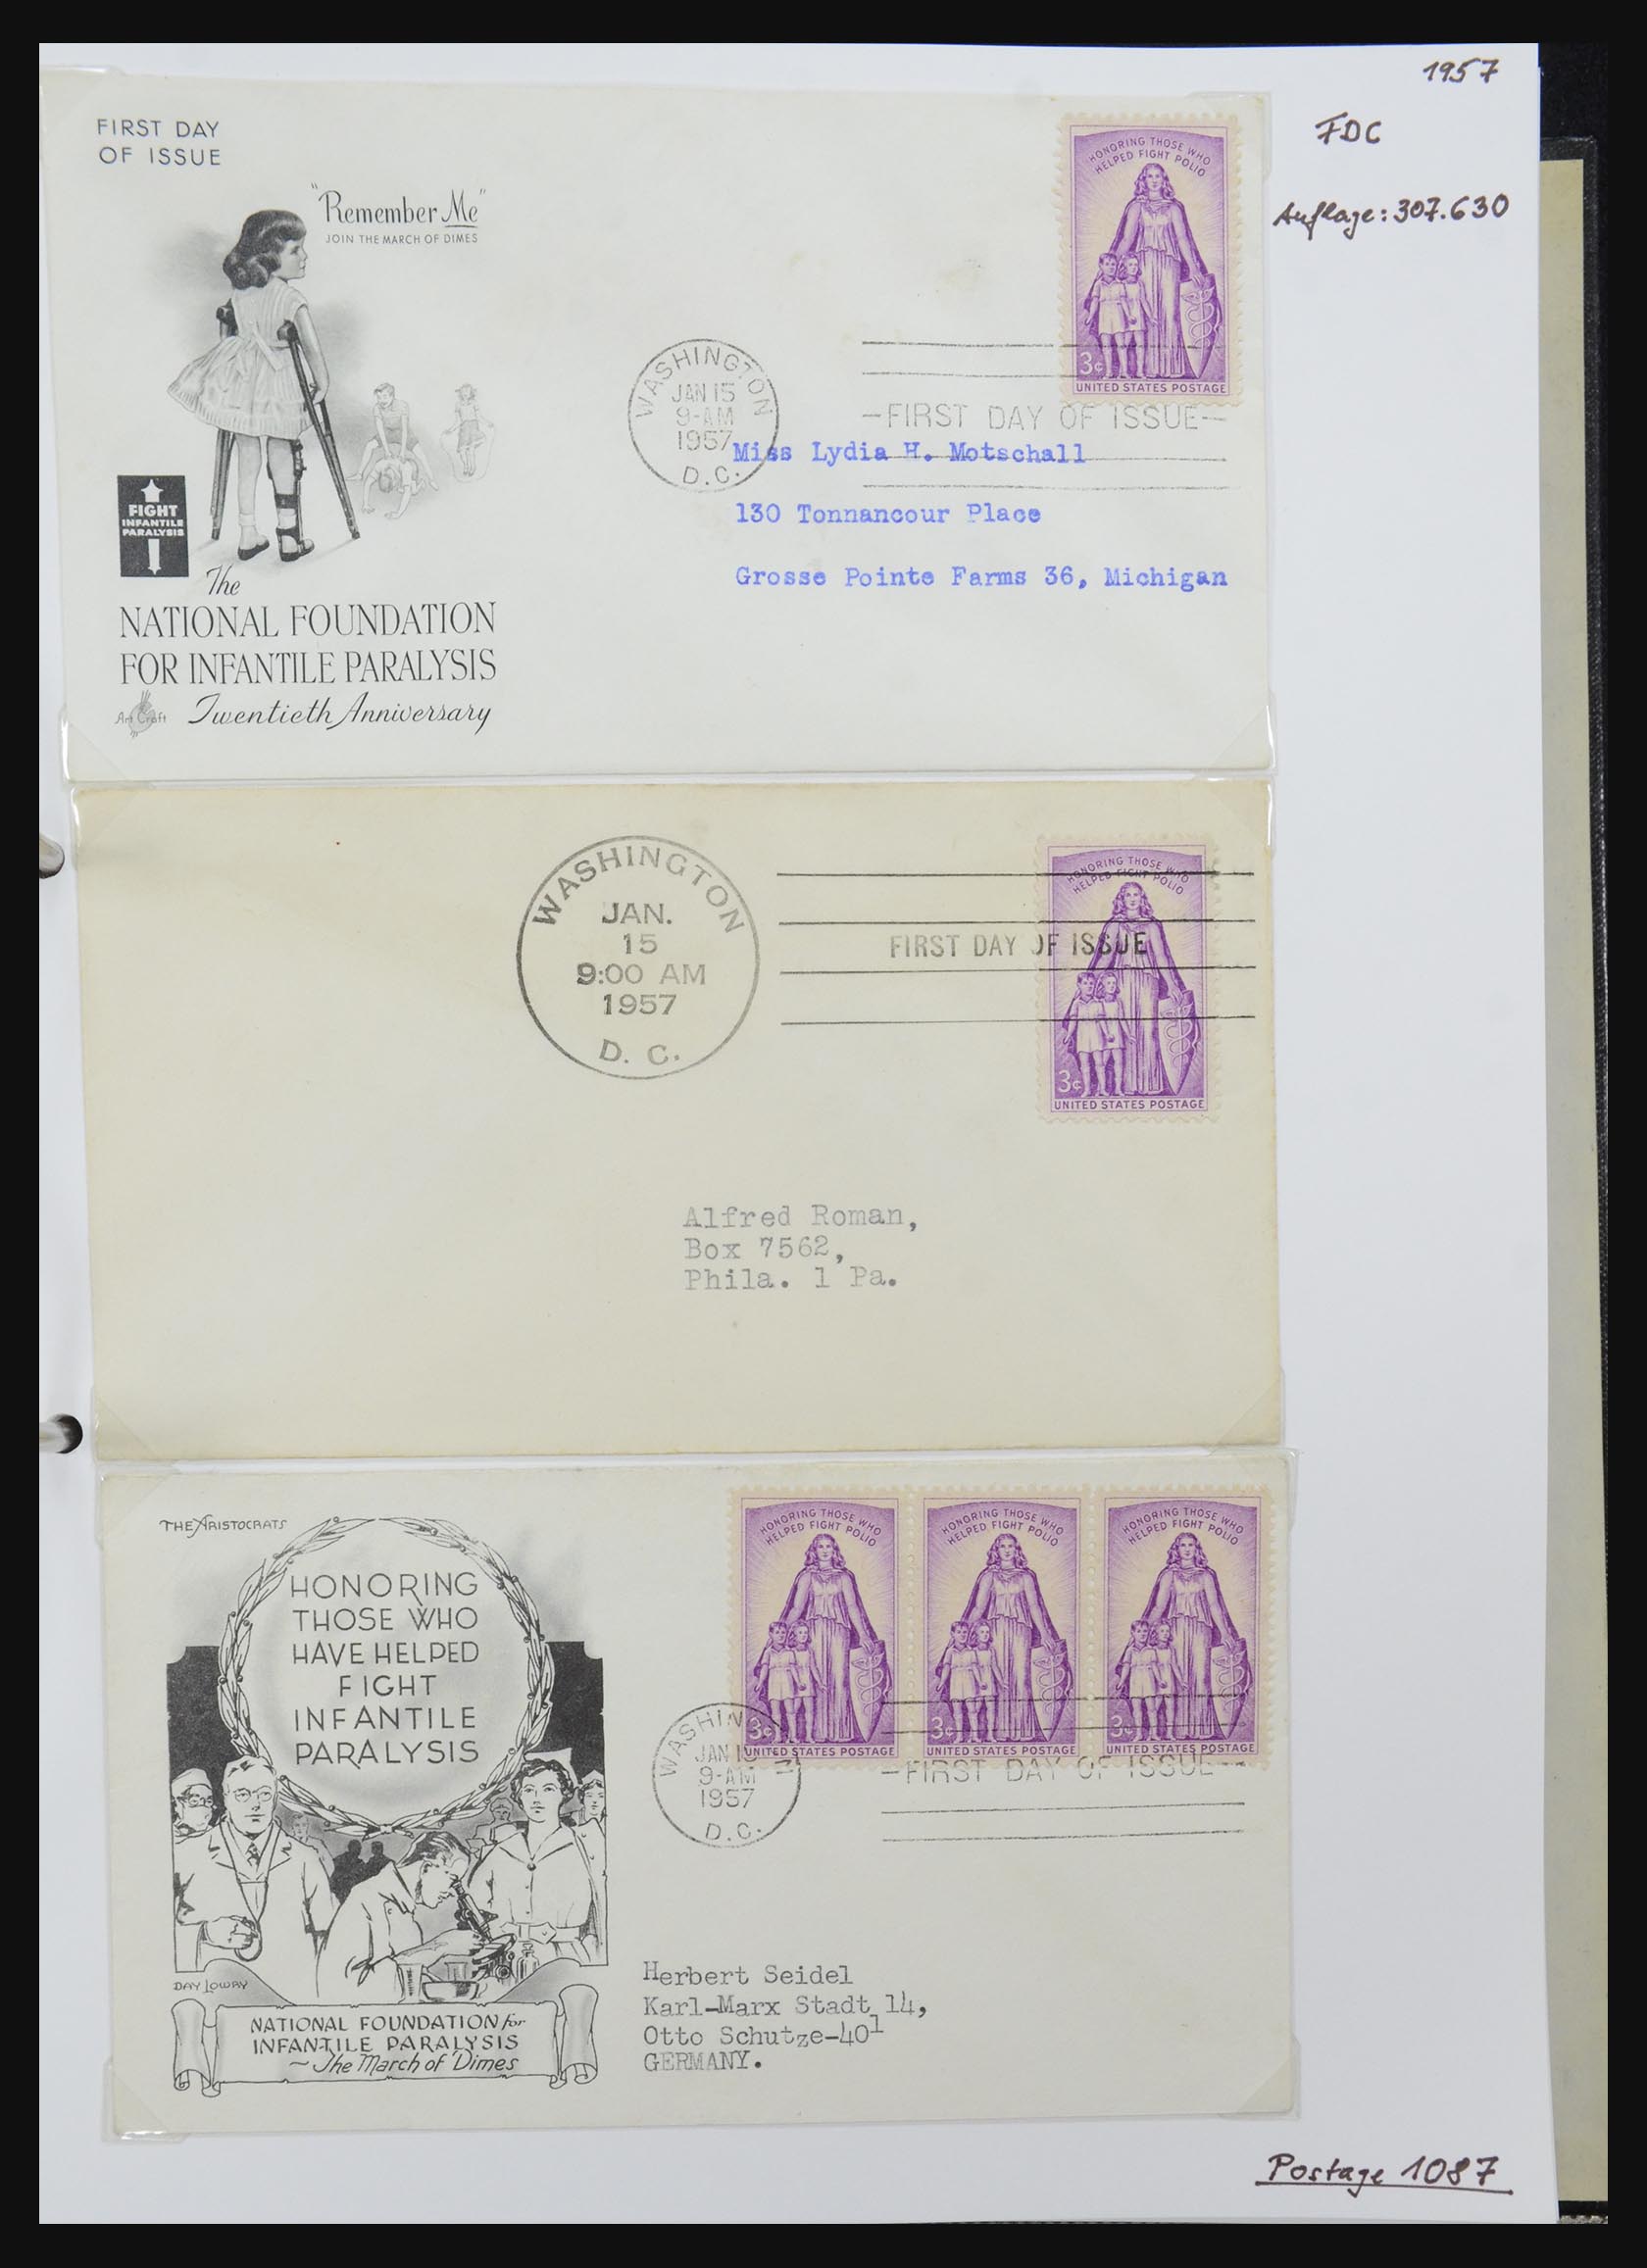 1957
FDC
Auflage: 307.630
FIRST DAY
OF ISSUE
"Remember Me"
JOIN THE MARCH OF DIMES
FIGHT
INFANTILE
PARALYSIS
The
NATIONAL FOUNDATION
FOR INFANTILE PARALYSIS
Art Craft
Twentieth Anniversary
HONORING THOSE WHO
HELPED FIGHT POLIO
3¢
UNITED STATES POSTAGE
WASHINGTON
JAN 15
9-AM
1957
D.C.
—FIRST DAY OF ISSUE—
Miss Lydia H. Motschall
130 Tonnancour Place
Grosse Pointe Farms 36, Michigan
WASHINGTON
JAN.
15
9:00 AM
1957
D. C.
FIRST DAY OF ISSUE
HONORING THOSE WHO
HELPED FIGHT POLIO
3¢
UNITED STATES POSTAGE
Alfred Roman,
Box 7562,
Phila. 1 Pa.
THE ARISTOCRATS
HONORING
THOSE WHO
HAVE HELPED
FIGHT
INFANTILE
PARALYSIS
DAY LOWRY
NATIONAL FOUNDATION for
INFANTILE PARALYSIS
~The March of Dimes
HONORING THOSE WHO
HELPED FIGHT POLIO
3¢
UNITED STATES POSTAGE
HONORING THOSE WHO
HELPED FIGHT POLIO
3¢
UNITED STATES POSTAGE
HONORING THOSE WHO
HELPED FIGHT POLIO
3¢
UNITED STATES POSTAGE
JAN 15
9-AM
1957
D.C.
—FIRST DAY OF ISSUE—
Herbert Seidel
Karl-Marx Stadt 14,
Otto Schutze-401
GERMANY.
Postage 1087